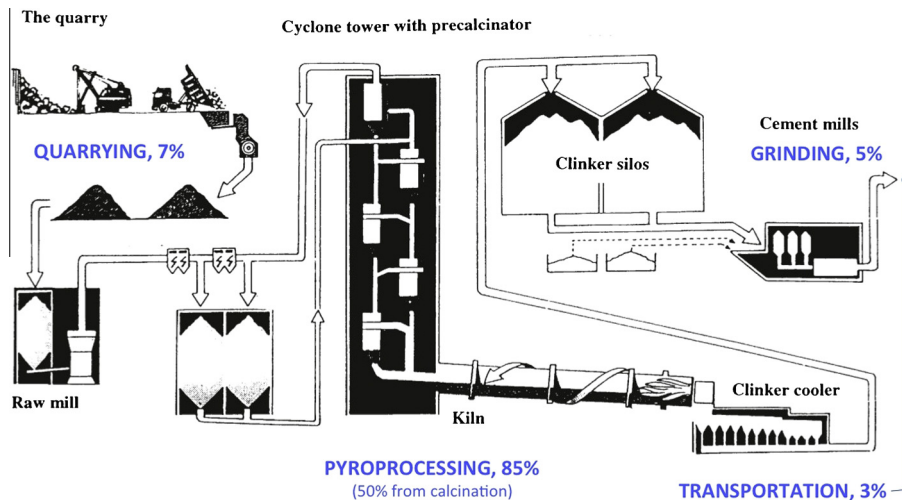 The quarry
Cyclone tower with precalcinator
QUARRYING, 7%
Clinker silos
Cement mills
GRINDING, 5%
Raw mill
Kiln
Clinker cooler
PYROPROCESSING, 85%
(50% from calcination)
TRANSPORTATION, 3%